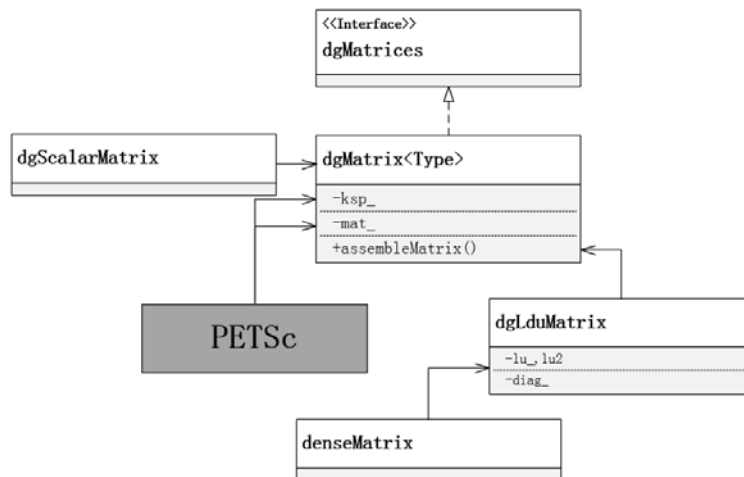 <<Interface>>
dgMatrices
dgScalarMatrix
dgMatrix<Type>
-ksp_
-mat_
+assembleMatrix()
PETSc
dgLduMatrix
-lu_,lu2
-diag_
denseMatrix